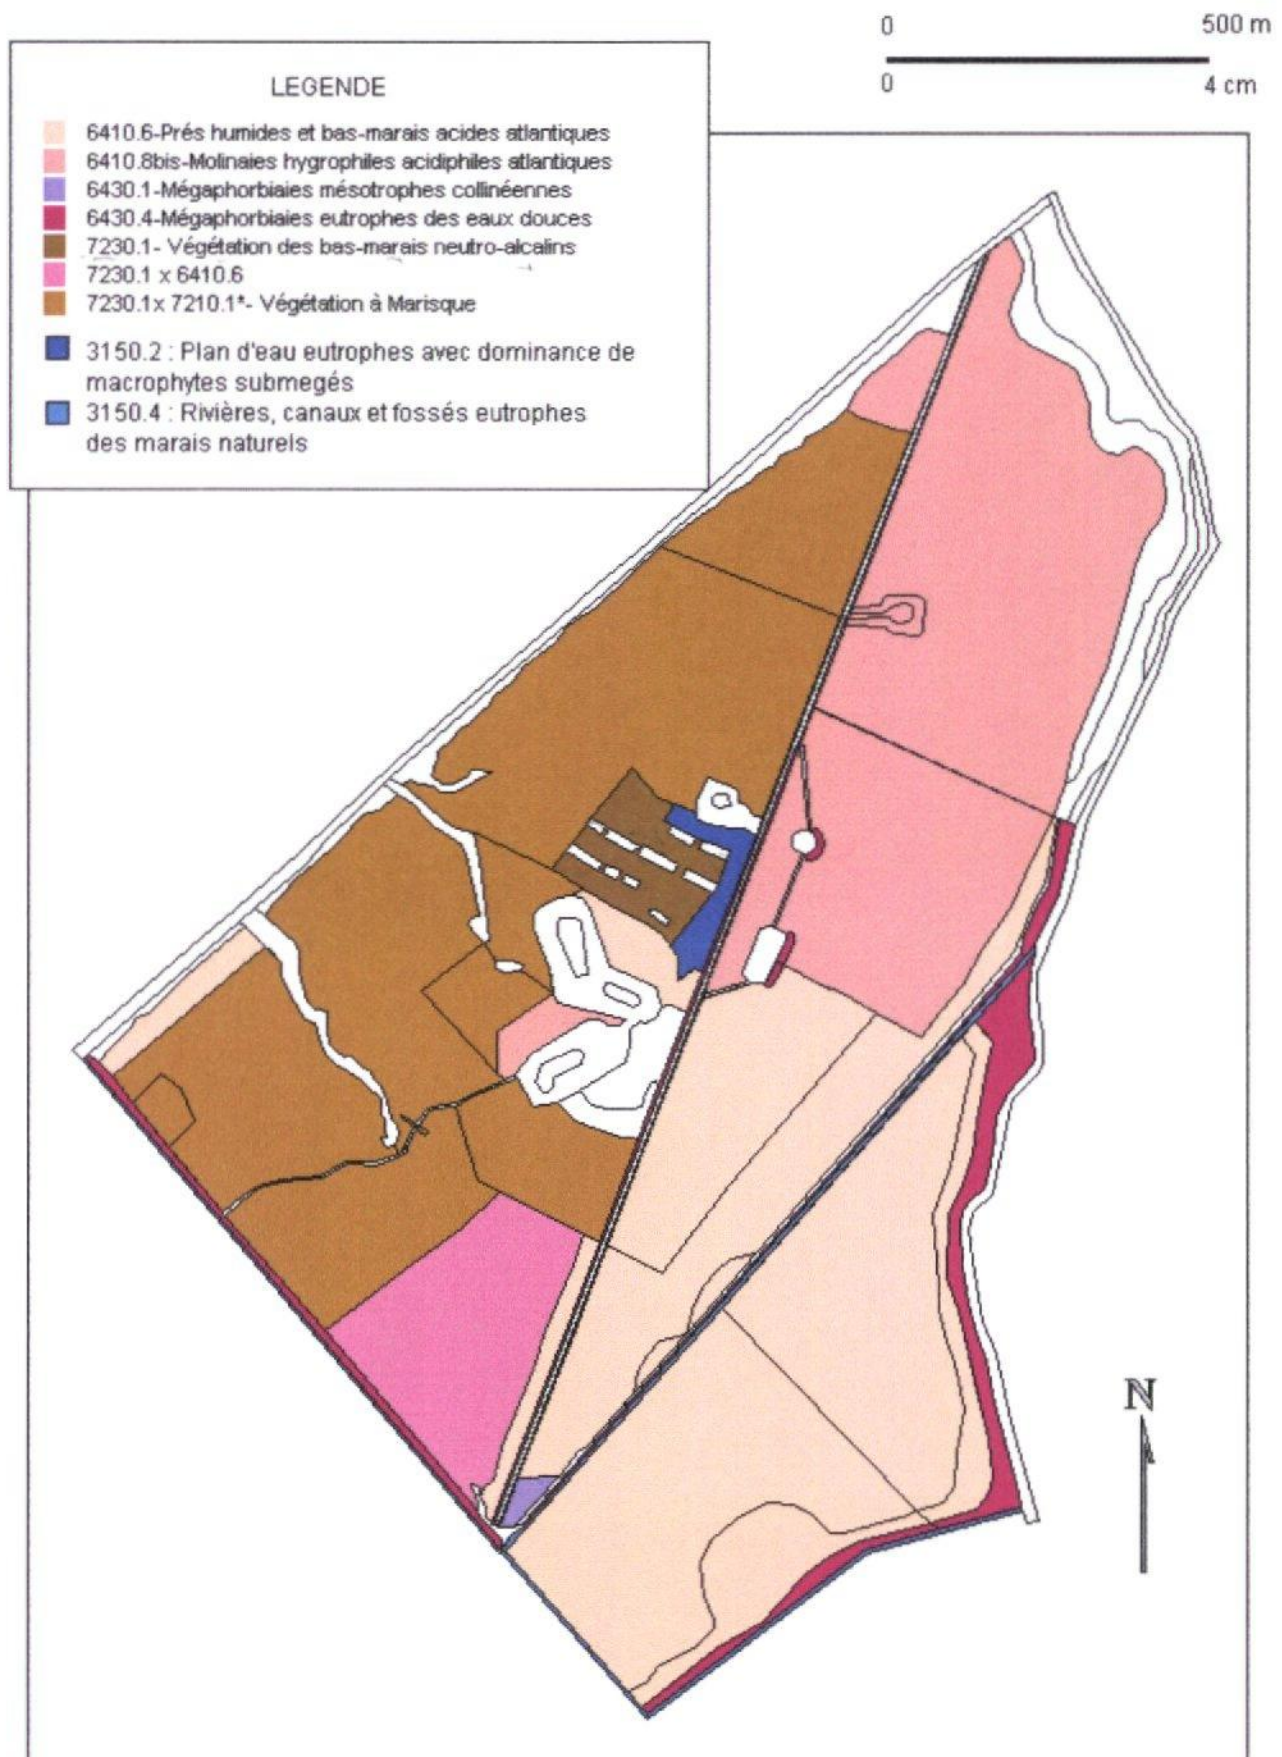 0 500 m
0 4 cm
LEGENDE
6410.6-Prés humides et bas-marais acides atlantiques
6410.8bis-Molinaies hygrophiles acidiphiles atlantiques
6430.1-Mégaphorbiaies mésotrophes collinéennes
6430.4-Mégaphorbiaies eutrophes des eaux douces
7230.1- Végétation des bas-marais neutro-alcalins
7230.1 x 6410.6
7230.1x 7210.1*- Végétation à Marisque
3150.2 : Plan d'eau eutrophes avec dominance de
macrophytes submegés
3150.4 : Rivières, canaux et fossés eutrophes
des marais naturels
N